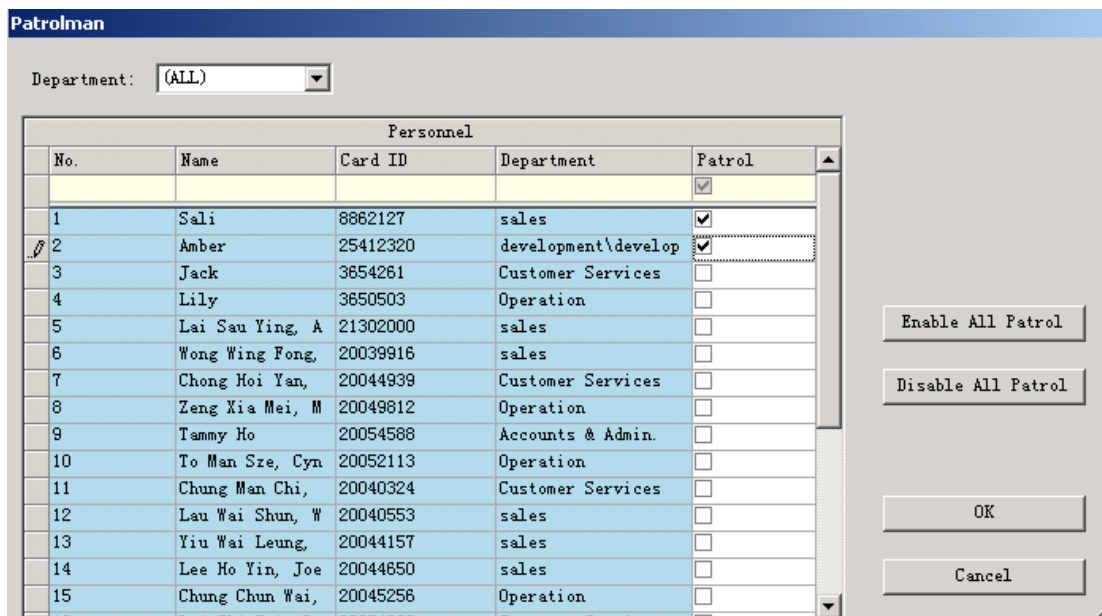 Patrolman
Department: (ALL)
Personnel
No. Name Card ID Department Patrol
1 Sali 8862127 sales
2 Amber 25412320 development\develop
3 Jack 3654261 Customer Services
4 Lily 3650503 Operation
5 Lai Sau Ying, A 21302000 sales
6 Wong Wing Fong, 20039916 sales
7 Chong Hoi Yan, 20044939 Customer Services
8 Zeng Xia Mei, M 20049812 Operation
9 Tammy Ho 20054588 Accounts & Admin.
10 To Man Sze, Cyn 20052113 Operation
11 Chung Man Chi, 20040324 Customer Services
12 Lau Wai Shun, W 20040553 sales
13 Yiu Wai Leung, 20044157 sales
14 Lee Ho Yin, Joe 20044650 sales
15 Chung Chun Wai, 20045256 Operation
Enable All Patrol
Disable All Patrol
OK
Cancel